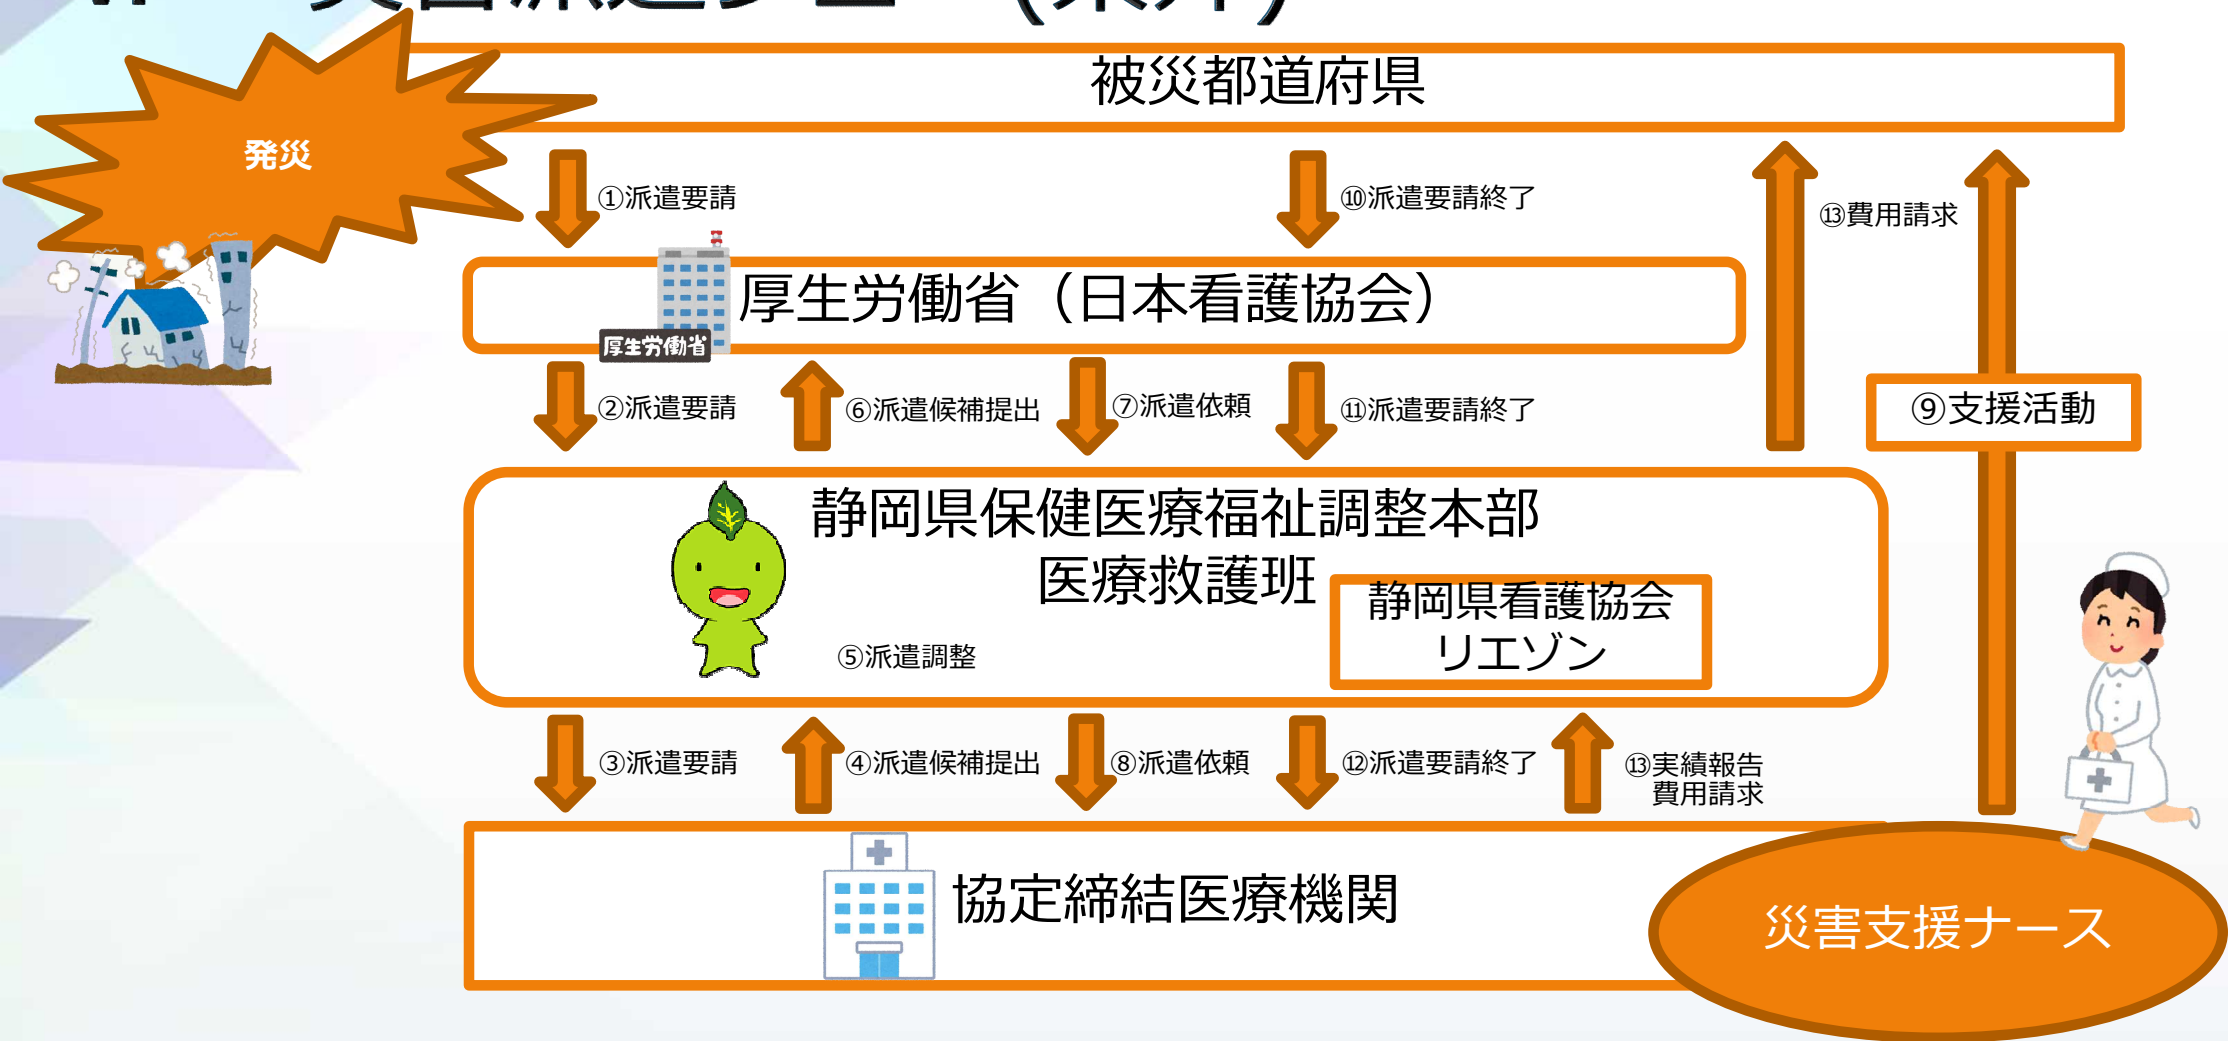 被災都道府県
発災
①派遣要請
⑩派遣要請終了
⑬費用請求
厚生労働省（日本看護協会）
厚生労働省
②派遣要請
⑥派遣候補提出
⑦派遣依頼
⑪派遣要請終了
⑨支援活動
静岡県保健医療福祉調整本部
医療救護班
静岡県看護協会
リエゾン
⑤派遣調整
③派遣要請
④派遣候補提出
⑧派遣依頼
⑫派遣要請終了
⑬実績報告
費用請求
協定締結医療機関
災害支援ナース